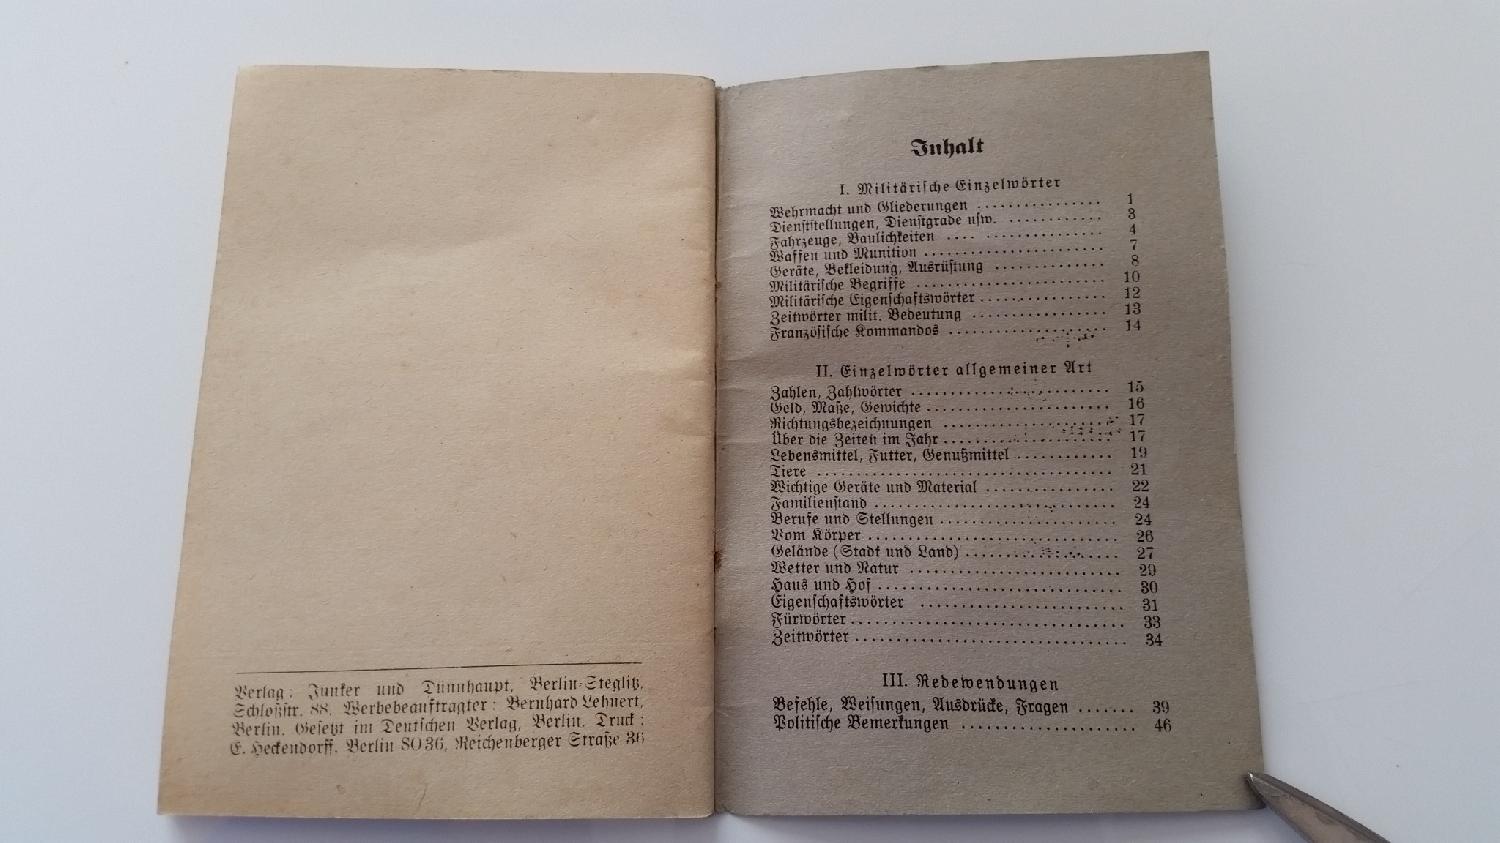 Verlag: Junker und Dünnhaupt, Berlin-Steglitz,
Schloßstr. 88. Werbebeauftragter: Bernhard Lehnert,
Berlin. Gesetzt im Deutschen Verlag, Berlin. Druck:
E. Heckendorff, Berlin SO36, Reichenberger Straße 36
Inhalt
I. Militärische Einzelwörter
Wehrmacht und Gliederungen ................ 1
Dienststellungen, Dienstgrade usw. ............ 3
Fahrzeuge, Baulichkeiten .... ............... 4
Waffen und Munition ....................... 7
Geräte, Bekleidung, Ausrüstung .............. 8
Militärische Begriffe ........................ 10
Militärische Eigenschaftswörter ................ 12
Zeitwörter milit. Bedeutung ................. 13
Französische Kommandos .................... 14
II. Einzelwörter allgemeiner Art
Zahlen, Zahlwörter ......................... 15
Geld, Maße, Gewichte ....................... 16
Richtungsbezeichnungen ..................... 17
Über die Zeiten im Jahr ..................... 17
Lebensmittel, Futter, Genußmittel ............ 19
Tiere ..................................... 21
Wichtige Geräte und Material ................ 22
Familienstand .............................. 24
Berufe und Stellungen ....................... 24
Vom Körper ............................... 26
Gelände (Stadt und Land) .................... 27
Wetter und Natur .......................... 29
Haus und Hof .............................. 30
Eigenschaftswörter ......................... 31
Fürwörter ................................. 33
Zeitwörter ................................. 34
III. Redewendungen
Befehle, Weisungen, Ausdrücke, Fragen ....... 39
Politische Bemerkungen ...................... 46